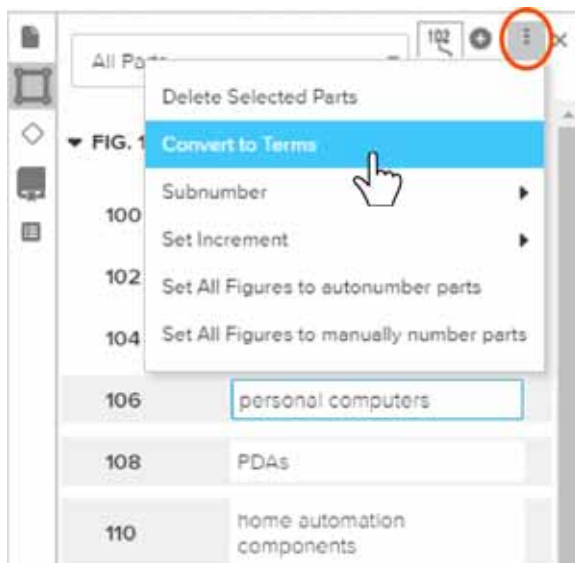 102
All Parts
Delete Selected Parts
FIG. 1
Convert to Terms
100
Subnumber
Set Increment
102
Set All Figures to autonumber parts
104
Set All Figures to manually number parts
106
personal computers
108
PDAs
110
home automation
components